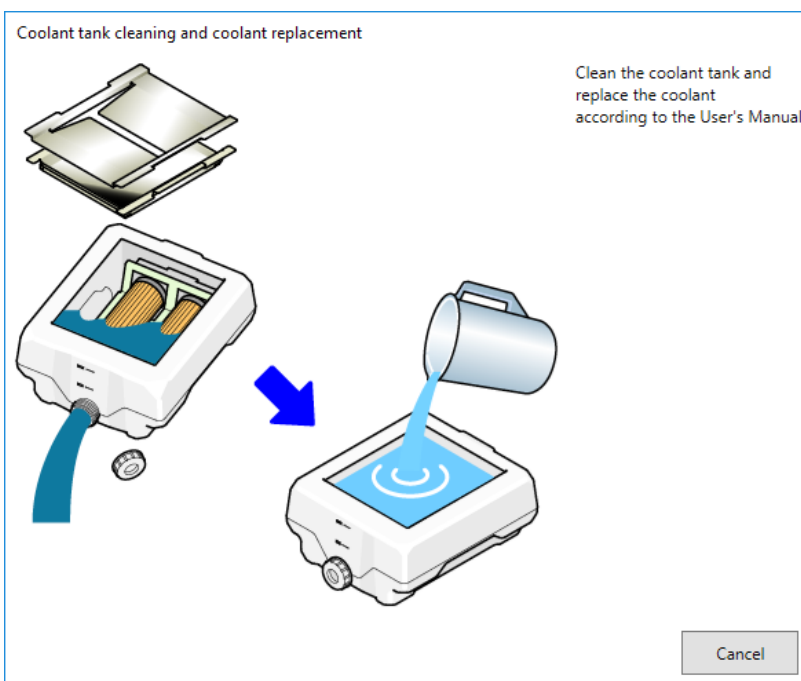 Coolant tank cleaning and coolant replacement
Clean the coolant tank and
replace the coolant
according to the User's Manual
Cancel